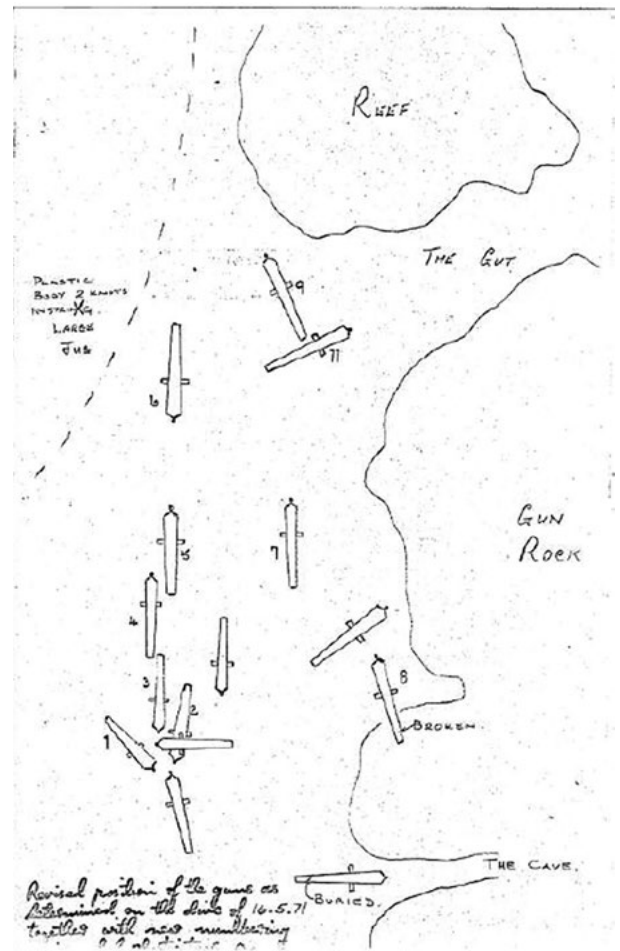 REEF
THE GUT
PLASTIC
BODY 2 KNOTS
LARGE
JUG
9
11
6
5
7
4
3
2
1
8
GUN
ROCK
BROKEN.
THE CAVE.
BURIED.
Revised position of the guns as
determined on the dive of 16.5.71
together with new numbering